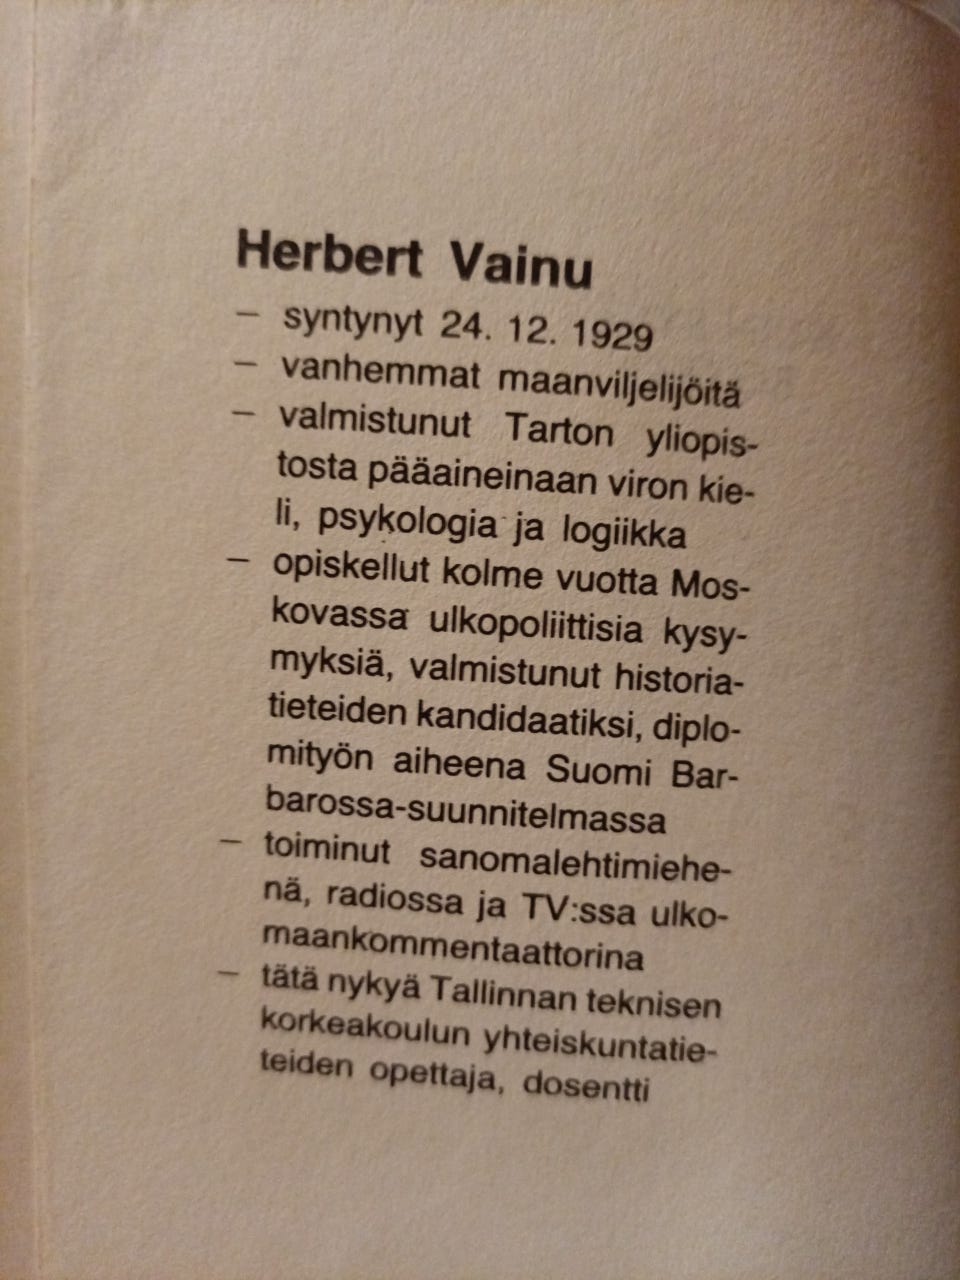 Herbert Vainu
– syntynyt 24. 12. 1929
– vanhemmat maanviljelijöitä
– valmistunut Tarton yliopis-
tosta pääaineinaan viron kie-
li, psykologia ja logiikka
– opiskellut kolme vuotta Mos-
kovassa ulkopoliittisia kysy-
myksiä, valmistunut historia-
tieteiden kandidaatiksi, diplo-
mityön aiheena Suomi Bar-
barossa-suunnitelmassa
– toiminut sanomalehtimiehe-
nä, radiossa ja TV:ssa ulko-
maankommentaattorina
– tätä nykyä Tallinnan teknisen
korkeakoulun yhteiskuntatie-
teiden opettaja, dosentti